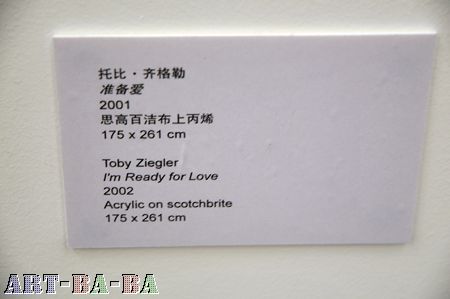 托比·齐格勒
准备爱
2001
思高百洁布上丙烯
175 x 261 cm
Toby Ziegler
I'm Ready for Love
2002
Acrylic on scotchbrite
175 x 261 cm
ART-BA-BA